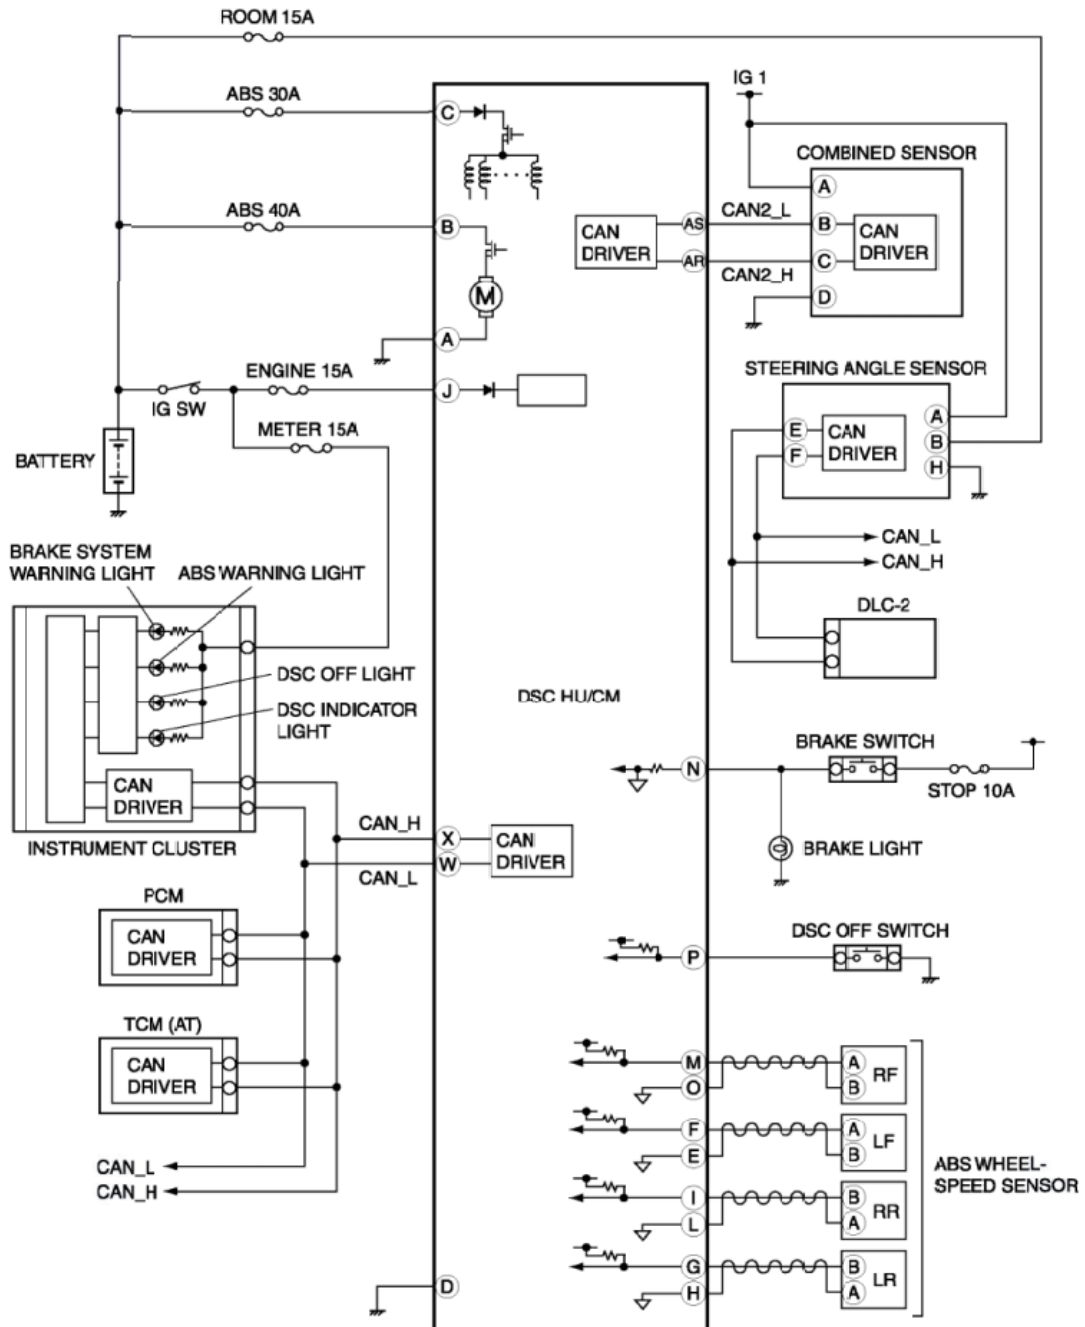 ROOM 15A
ABS 30A
C
ABS 40A
B
M
A
ENGINE 15A
J
IG SW
METER 15A
BATTERY
IG 1
COMBINED SENSOR
A
CAN
DRIVER
AS
CAN2_L
B
CAN
DRIVER
AR
CAN2_H
C
D
STEERING ANGLE SENSOR
E
F
CAN
DRIVER
A
B
H
CAN_L
CAN_H
DLC-2
BRAKE SYSTEM
WARNING LIGHT
ABS WARNING LIGHT
DSC OFF LIGHT
DSC INDICATOR
LIGHT
CAN
DRIVER
INSTRUMENT CLUSTER
DSC HU/CM
CAN_H
X
CAN_L
W
CAN
DRIVER
PCM
CAN
DRIVER
TCM (AT)
CAN
DRIVER
CAN_L
CAN_H
D
N
BRAKE SWITCH
STOP 10A
BRAKE LIGHT
DSC OFF SWITCH
P
M
O
A
B
RF
F
E
A
B
LF
I
L
B
A
RR
G
H
B
A
LR
ABS WHEEL-
SPEED SENSOR